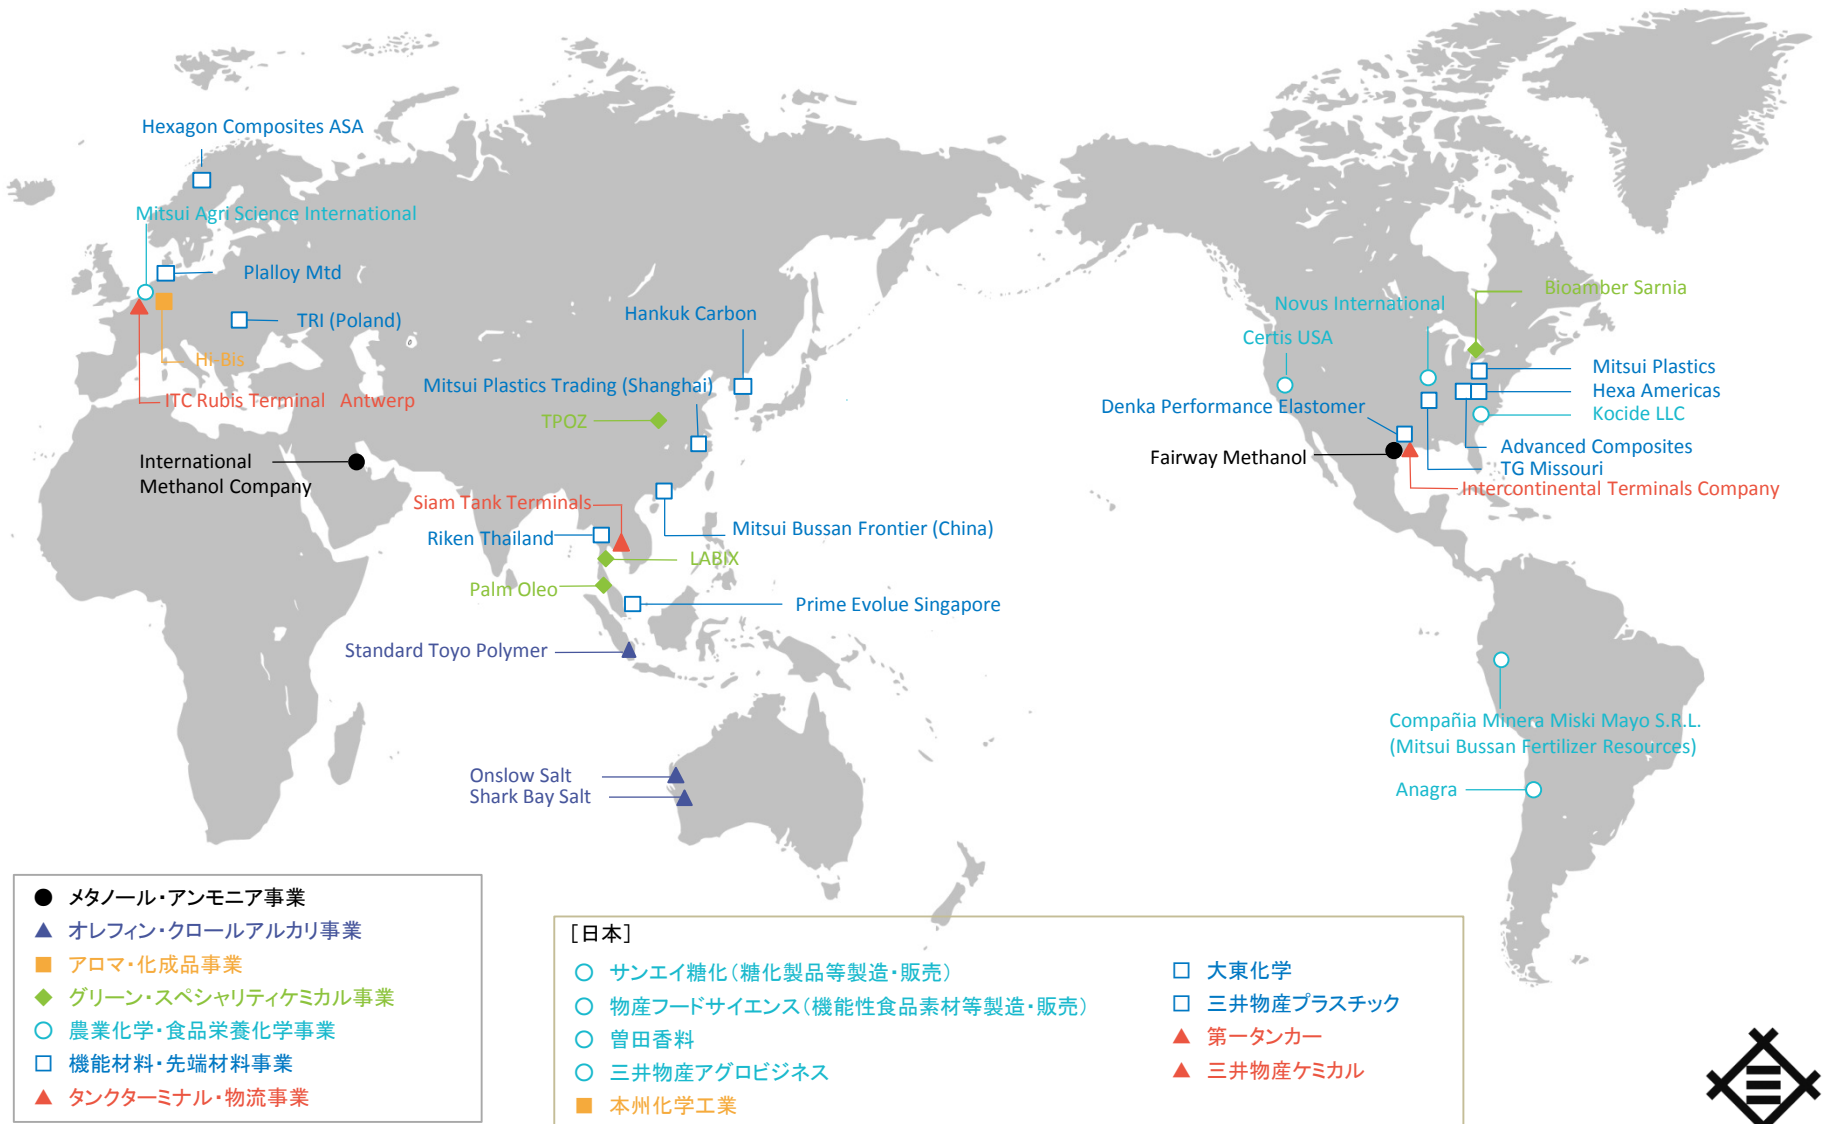 Hexagon Composites ASA
Mitsui Agri Science International
Plalloy Mtd
TRI (Poland)
Hi-Bis
ITC Rubis Terminal Antwerp
International
Methanol Company
Hankuk Carbon
Mitsui Plastics Trading (Shanghai)
TPOZ
Siam Tank Terminals
Riken Thailand
Mitsui Bussan Frontier (China)
LABIX
Palm Oleo
Prime Evolue Singapore
Standard Toyo Polymer
Onslow Salt
Shark Bay Salt
Bioamber Sarnia
Novus International
Certis USA
Mitsui Plastics
Hexa Americas
Denka Performance Elastomer
Kocide LLC
Advanced Composites
Fairway Methanol
TG Missouri
Intercontinental Terminals Company
Compañia Minera Miski Mayo S.R.L.
(Mitsui Bussan Fertilizer Resources)
Anagra
メタノール・アンモニア事業
オレフィン・クロールアルカリ事業
アロマ・化成品事業
グリーン・スペシャリティケミカル事業
農業化学・食品栄養化学事業
機能材料・先端材料事業
タンクターミナル・物流事業
［日本］
サンエイ糖化（糖化製品等製造・販売）
物産フードサイエンス（機能性食品素材等製造・販売）
曽田香料
三井物産アグロビジネス
本州化学工業
大東化学
三井物産プラスチック
第一タンカー
三井物産ケミカル